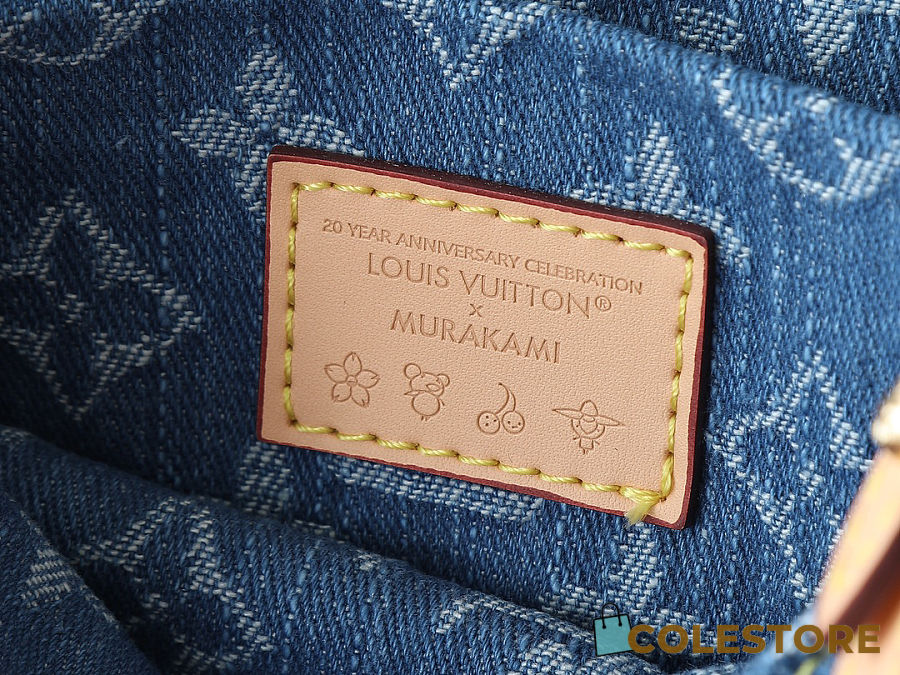 20 YEAR ANNIVERSARY CELEBRATION
LOUIS VUITTON®
x
MURAKAMI
COLESTORE